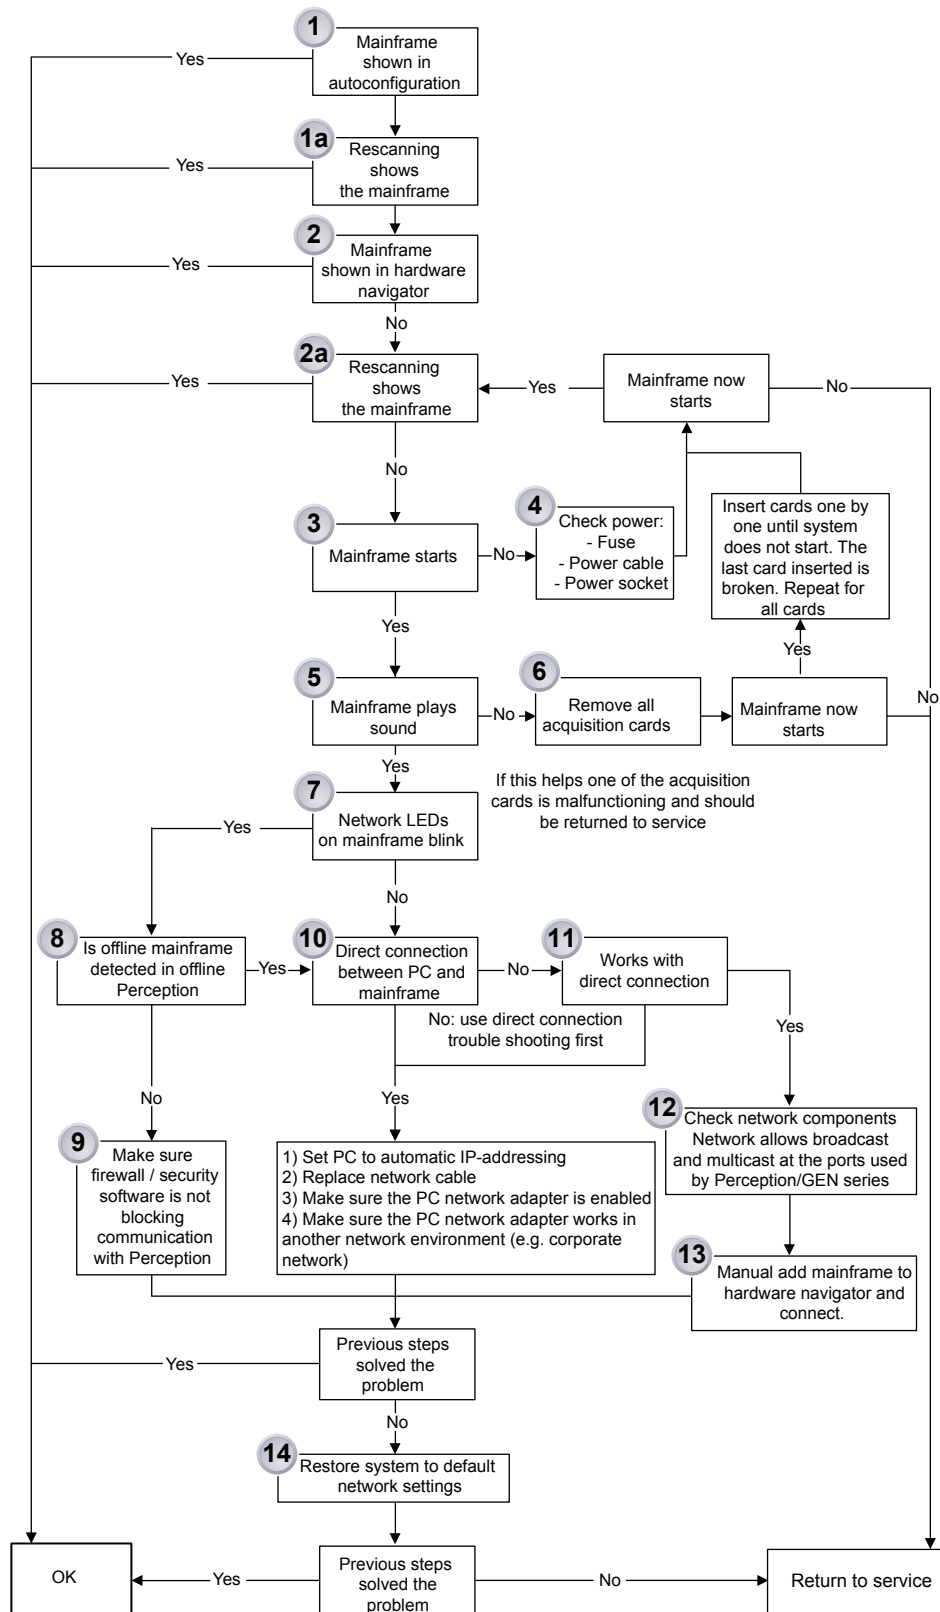 1
Mainframe
shown in
autoconfiguration
Yes
1a
Rescanning
shows
the mainframe
Yes
2
Mainframe
shown in hardware
navigator
Yes
No
2a
Rescanning
shows
the mainframe
Yes
Yes
Mainframe now
starts
No
No
3
Mainframe starts
No
4
Check power:
- Fuse
- Power cable
- Power socket
Insert cards one by
one until system
does not start. The
last card inserted is
broken. Repeat for
all cards
Yes
Yes
5
Mainframe plays
sound
No
6
Remove all
acquisition cards
Mainframe now
starts
No
Yes
If this helps one of the acquisition
cards is malfunctioning and should
be returned to service
7
Network LEDs
on mainframe blink
Yes
No
8
Is offline mainframe
detected in offline
Perception
Yes
10
Direct connection
between PC and
mainframe
No
11
Works with
direct connection
No: use direct connection
trouble shooting first
Yes
No
Yes
9
Make sure
firewall / security
software is not
blocking
communication
with Perception
1) Set PC to automatic IP-addressing
2) Replace network cable
3) Make sure the PC network adapter is enabled
4) Make sure the PC network adapter works in
another network environment (e.g. corporate
network)
12
Check network components
Network allows broadcast
and multicast at the ports used
by Perception/GEN series
13
Manual add mainframe to
hardware navigator and
connect.
Previous steps
solved the
problem
Yes
No
14
Restore system to default
network settings
OK
Yes
Previous steps
solved the
problem
No
Return to service